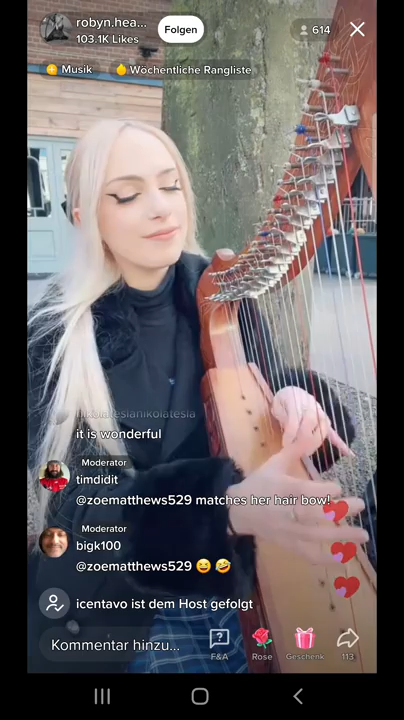 robyn.hea...
103.1K Likes
Folgen
614
Musik
Wöchentliche Rangliste
it is wonderful
Moderator
timdidit
@zoematthews529 matches her hair bow!
Moderator
bigk100
@zoematthews529 😆 🤣
icentavo ist dem Host gefolgt
Kommentar hinzu...
F&A
Rose
Geschenk
113